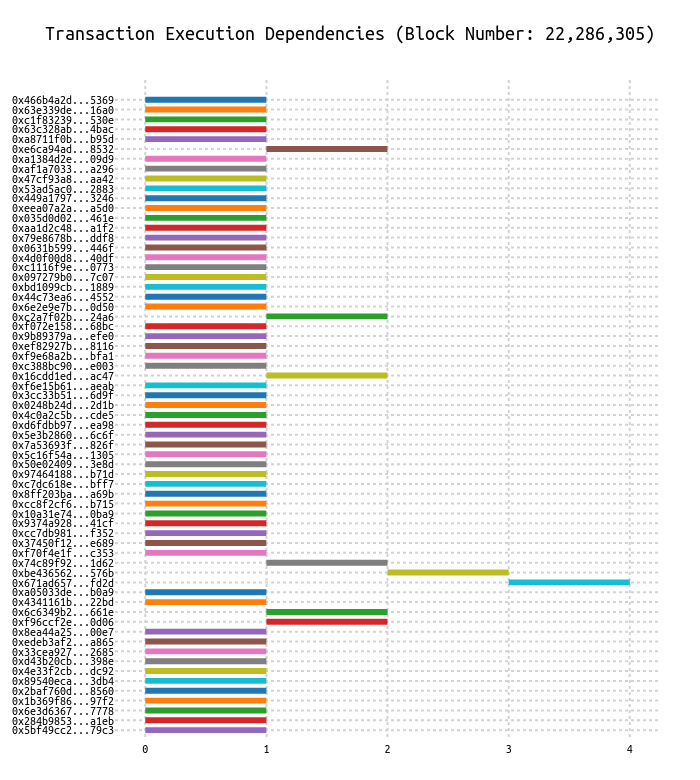 Transaction Execution Dependencies (Block Number: 22,286,305)
0x466b4a2d...5369
0x63e339de...16a0
0xc1f83239...530e
0x63c328ab...4bac
0xa8711f0b...b95d
0xe6ca94ad...8532
0xa1384d2e...09d9
0xaf1a7033...a296
0x47cf93a8...aa42
0x53ad5ac0...2883
0x449a1797...3246
0xeea07a2a...a5d0
0x035d0d02...461e
0xaa1d2c48...a1f2
0x79e8678b...ddf8
0x0631b599...446f
0x4d0f00d8...40df
0xc1116f9e...0773
0x097279b0...7c07
0xbd1099cb...1889
0x44c73ea6...4552
0x6e2e9e7b...0d50
0xc2a7f02b...24a6
0xf072e158...68bc
0x9b89379a...efe0
0xef82927b...8116
0xf9e68a2b...bfa1
0xc388bc90...e003
0x16cdd1ed...ac47
0xf6e15b61...aeab
0x3cc33b51...6d9f
0x0248b24d...2d1b
0x4c0a2c5b...cde5
0xd6fdbb97...ea98
0x5e3b2860...6c6f
0x7a53693f...826f
0x5c16f54a...1305
0x50e02409...3e8d
0x97464188...b71d
0xc7dc618e...bff7
0x8ff203ba...a69b
0xcc8f2cf6...b715
0x10a31e74...0ba9
0x9374a928...41cf
0xcc7db981...f352
0x37450f12...e689
0xf70f4e1f...c353
0x74c89f92...1d62
0xbe436562...576b
0x671ad657...fd2d
0xa05033de...b0a9
0x4341161b...22bd
0x6c6349b2...661e
0xf96ccf2e...0d06
0x8ea44a25...00e7
0xedeb3af2...a865
0x33cea927...2685
0xd43b20cb...398e
0x4e33f2cb...dc92
0x89540eca...3db4
0x2baf760d...8560
0x1b369f86...97f2
0x6e3d6367...7778
0x284b9853...a1eb
0x5bf49cc2...79c3
0 1 2 3 4